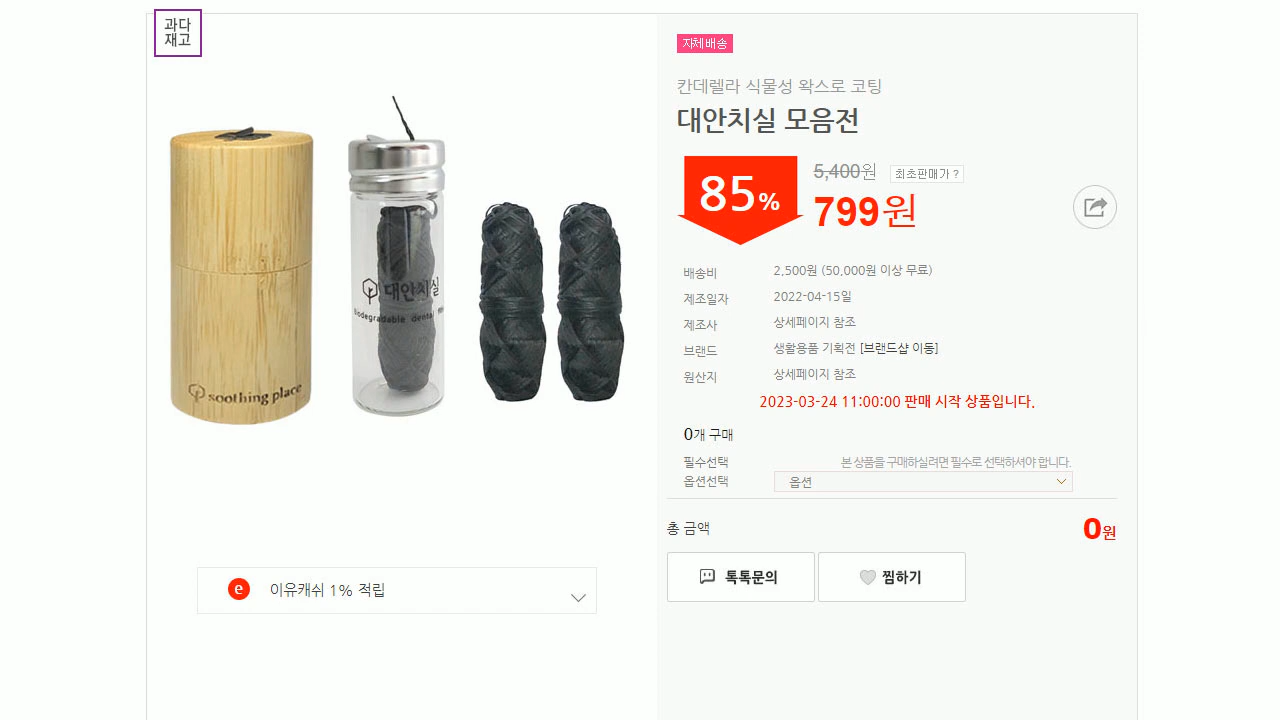 과다
재고
soothing place
대안치실
자체배송
칸데렐라 식물성 왁스로 코팅
대안치실 모음전
85%
5,400원 최초판매가 ?
799원
배송비 2,500원 (50,000원 이상 무료)
제조일자 2022-04-15일
제조사 상세페이지 참조
브랜드 생활용품 기획전 [브랜드샵 이동]
원산지 상세페이지 참조
2023-03-24 11:00:00 판매 시작 상품입니다.
0개 구매
필수선택 본 상품을 구매하실려면 필수로 선택하셔야 합니다.
옵션선택 옵션
총 금액 0원
톡톡문의 찜하기
e 이유캐쉬 1% 적립